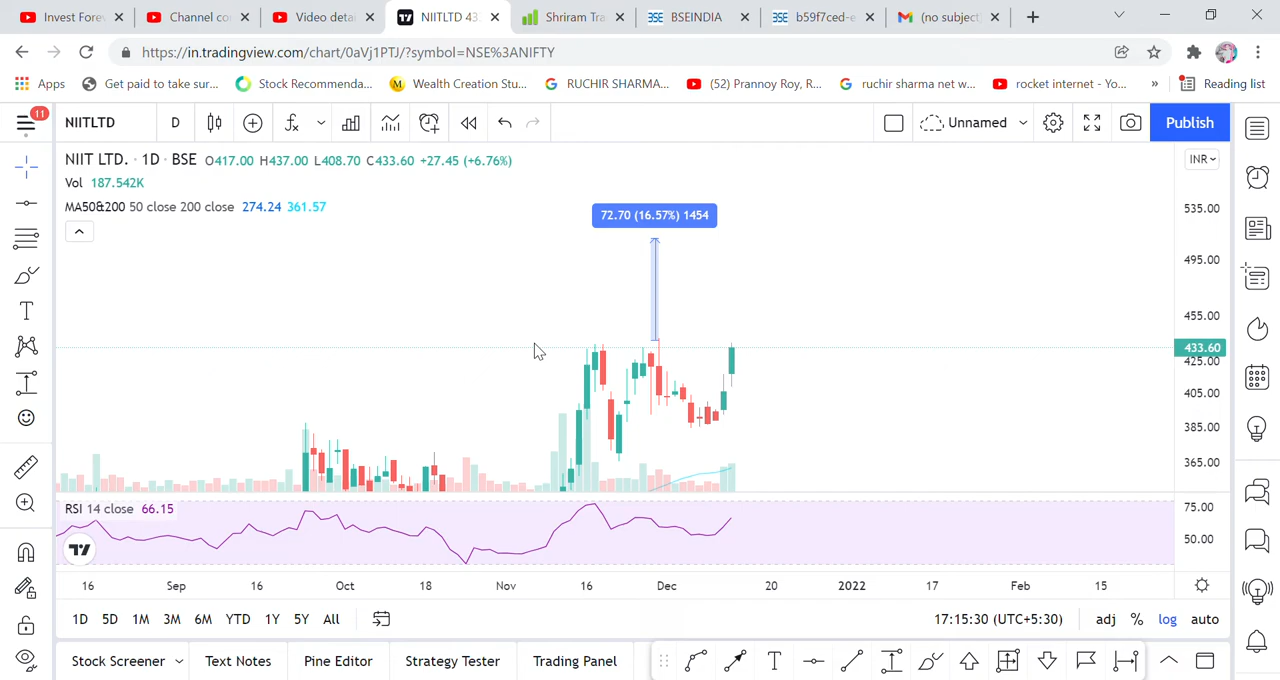 Invest Fore
Channel co
Video detai
NIITLTD 43
Shriram Tra
BSEINDIA
b59f7ced-e
(no subject
https://in.tradingview.com/chart/0aVj1PTJ/?symbol=NSE%3ANIFTY
Apps
Get paid to take sur...
Stock Recommenda...
Wealth Creation Stu...
RUCHIR SHARMA...
(52) Prannoy Roy, R...
ruchir sharma net w...
rocket internet - Yo...
»
Reading list
11
NIITLTD
D
Unnamed
Publish
NIIT LTD. · 1D · BSE O417.00 H437.00 L408.70 C433.60 +27.45 (+6.76%)
INR
Vol 187.542K
MA50&200 50 close 200 close 274.24 361.57
72.70 (16.57%) 1454
535.00
495.00
455.00
433.60
425.00
405.00
385.00
365.00
RSI 14 close 66.15
75.00
50.00
16 Sep 16 Oct 18 Nov 16 Dec 20 2022 17 Feb 15
1D 5D 1M 3M 6M YTD 1Y 5Y All
17:15:30 (UTC+5:30) adj % log auto
Stock Screener Text Notes Pine Editor Strategy Tester Trading Panel